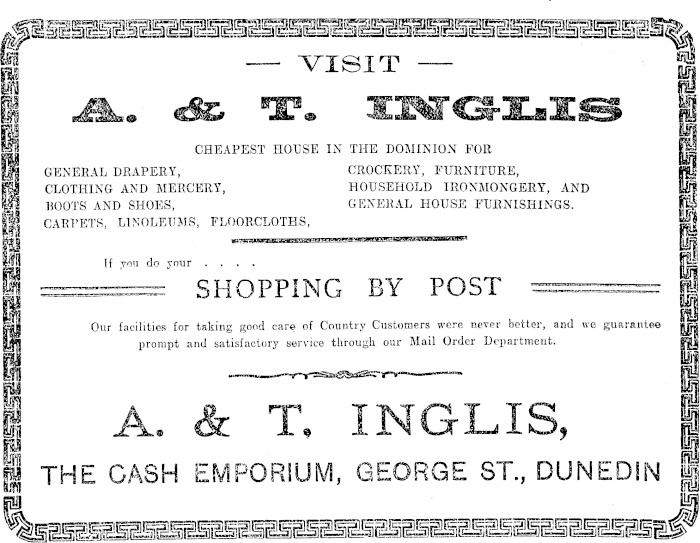 — VISIT —
A. & T. INGLIS
CHEAPEST HOUSE IN THE DOMINION FOR
GENERAL DRAPERY,
CLOTHING AND MERCERY,
BOOTS AND SHOES,
CARPETS, LINOLEUMS, FLOORCLOTHS,
CROCKERY, FURNITURE,
HOUSEHOLD IRONMONGERY, AND
GENERAL HOUSE FURNISHINGS.
If you do your . . . .
SHOPPING BY POST
Our facilities for taking good care of Country Customers were never better, and we guarantee
prompt and satisfactory service through our Mail Order Department.
A. & T. INGLIS,
THE CASH EMPORIUM, GEORGE ST., DUNEDIN